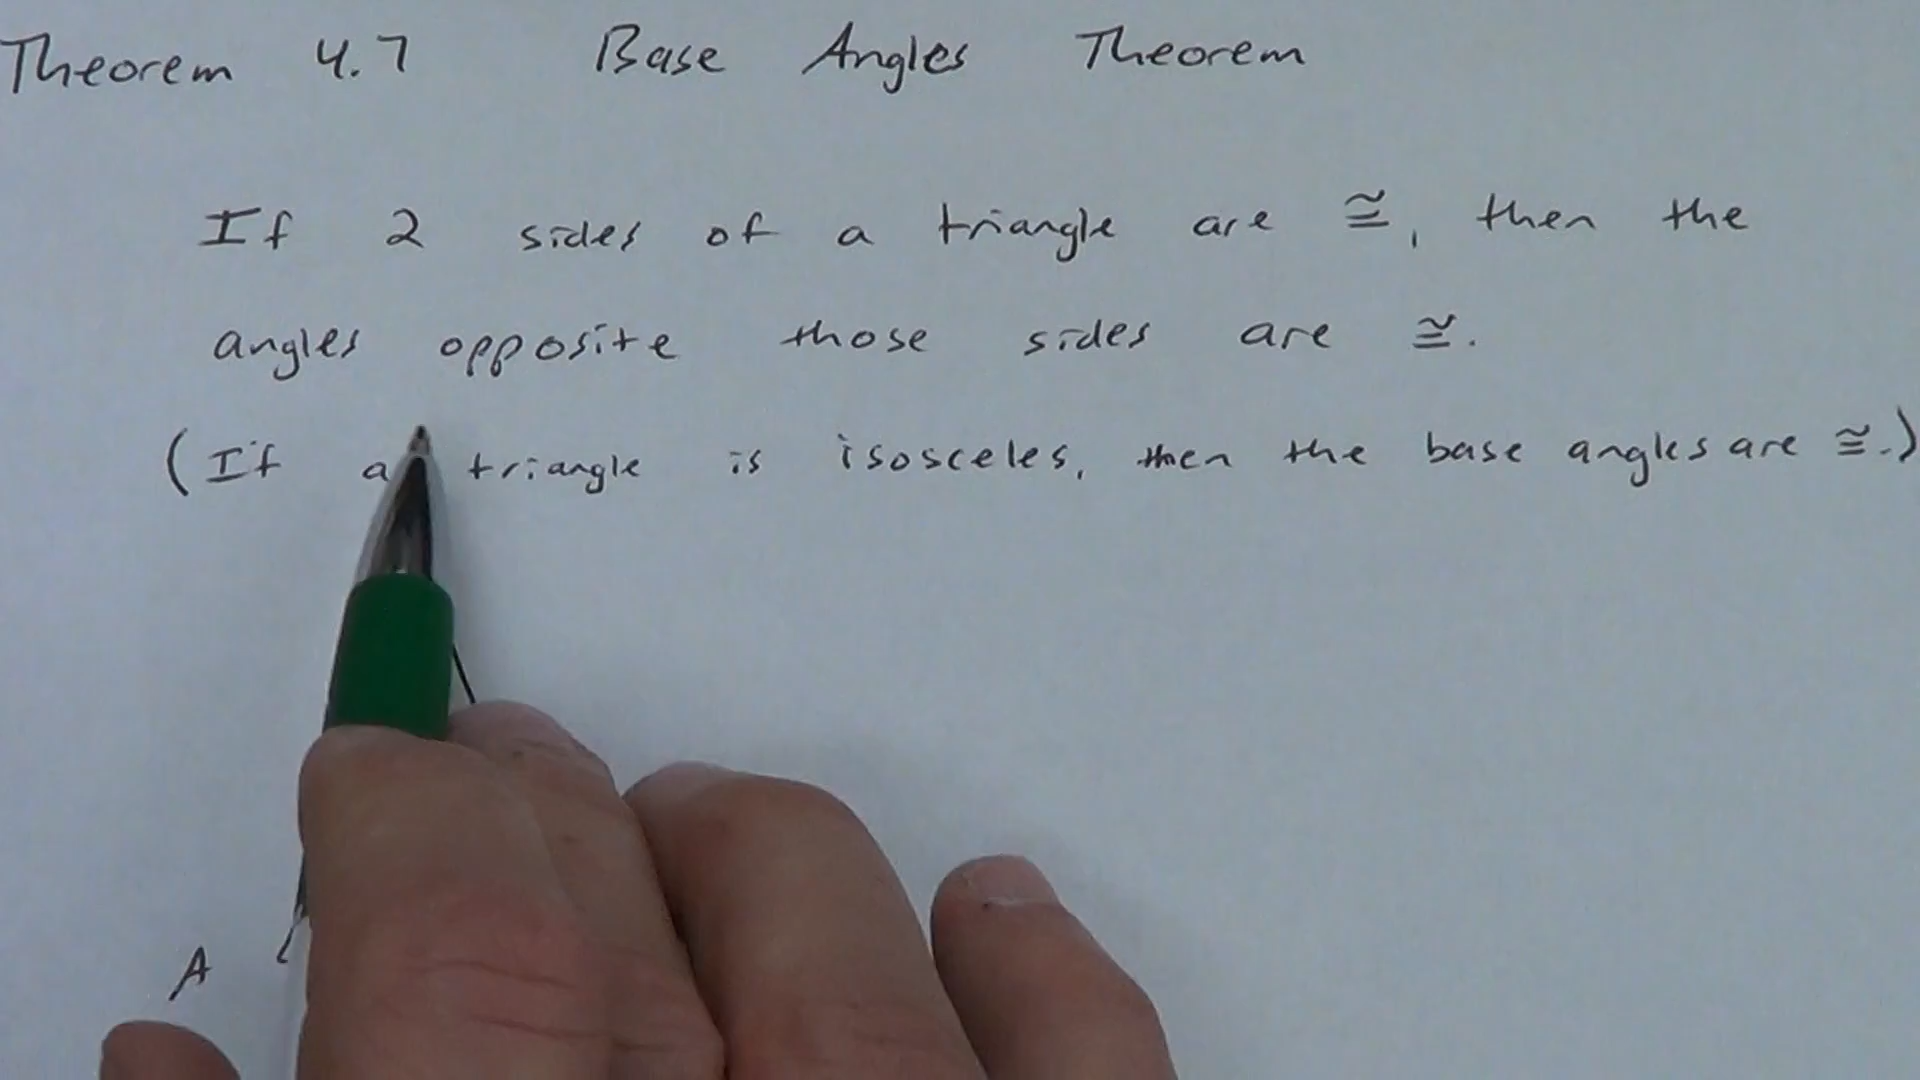 Theorem 4.7 Base Angles Theorem
If 2 sides of a triangle are ≅, then the
angles opposite those sides are ≅.
(If a triangle is isosceles, then the base angles are ≅.)
A